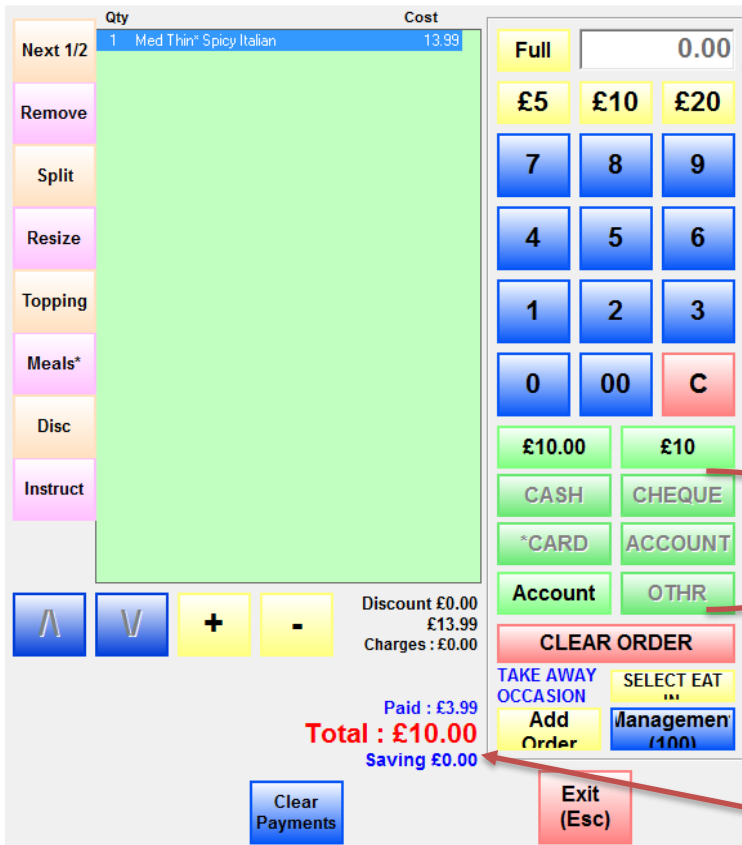 Qty Cost
1 Med Thin* Spicy Italian 13.99
Next 1/2
Remove
Split
Resize
Topping
Meals*
Disc
Instruct
/\ \/ + -
Discount £0.00
£13.99
Charges : £0.00
Paid : £3.99
Total : £10.00
Saving £0.00
Clear
Payments
Full 0.00
£5 £10 £20
7 8 9
4 5 6
1 2 3
0 00 C
£10.00 £10
CASH CHEQUE
*CARD ACCOUNT
Account OTHR
CLEAR ORDER
TAKE AWAY
OCCASION
SELECT EAT
IN
Add
Order
Managemen
(100)
Exit
(Esc)